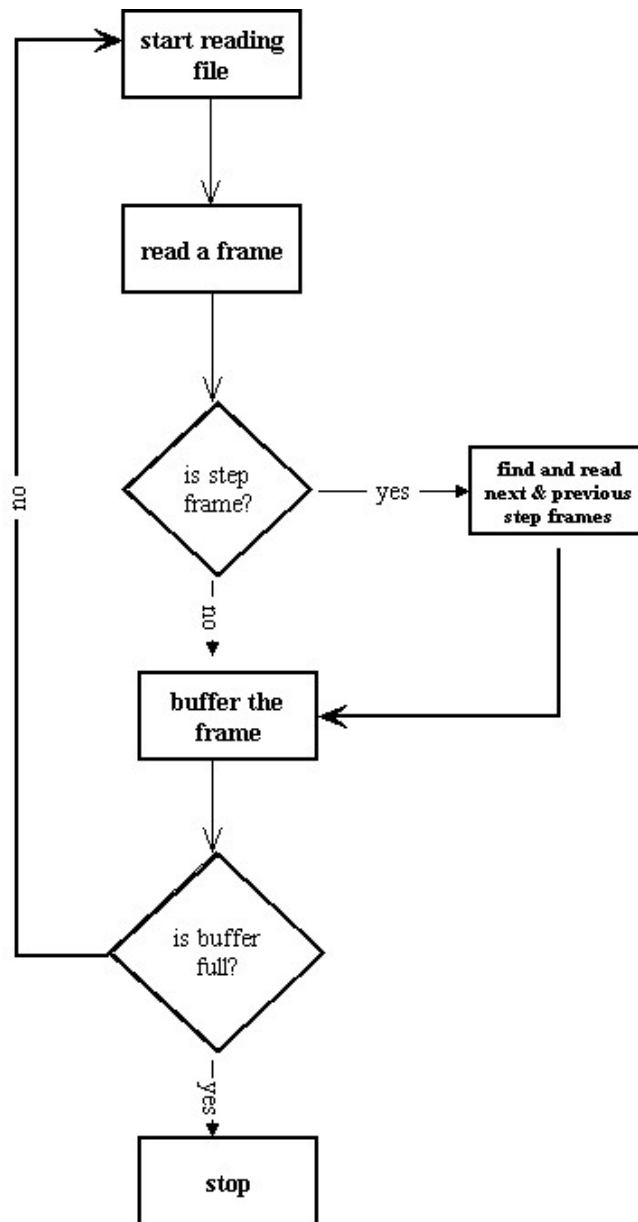 start reading
file
read a frame
is step
frame?
yes
find and read
next & previous
step frames
no
no
buffer the
frame
is buffer
full?
yes
stop